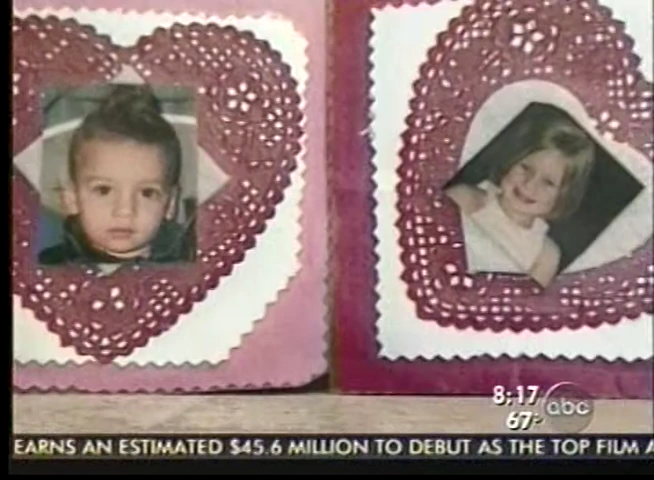 8:17
67°
abc
EARNS AN ESTIMATED $45.6 MILLION TO DEBUT AS THE TOP FILM